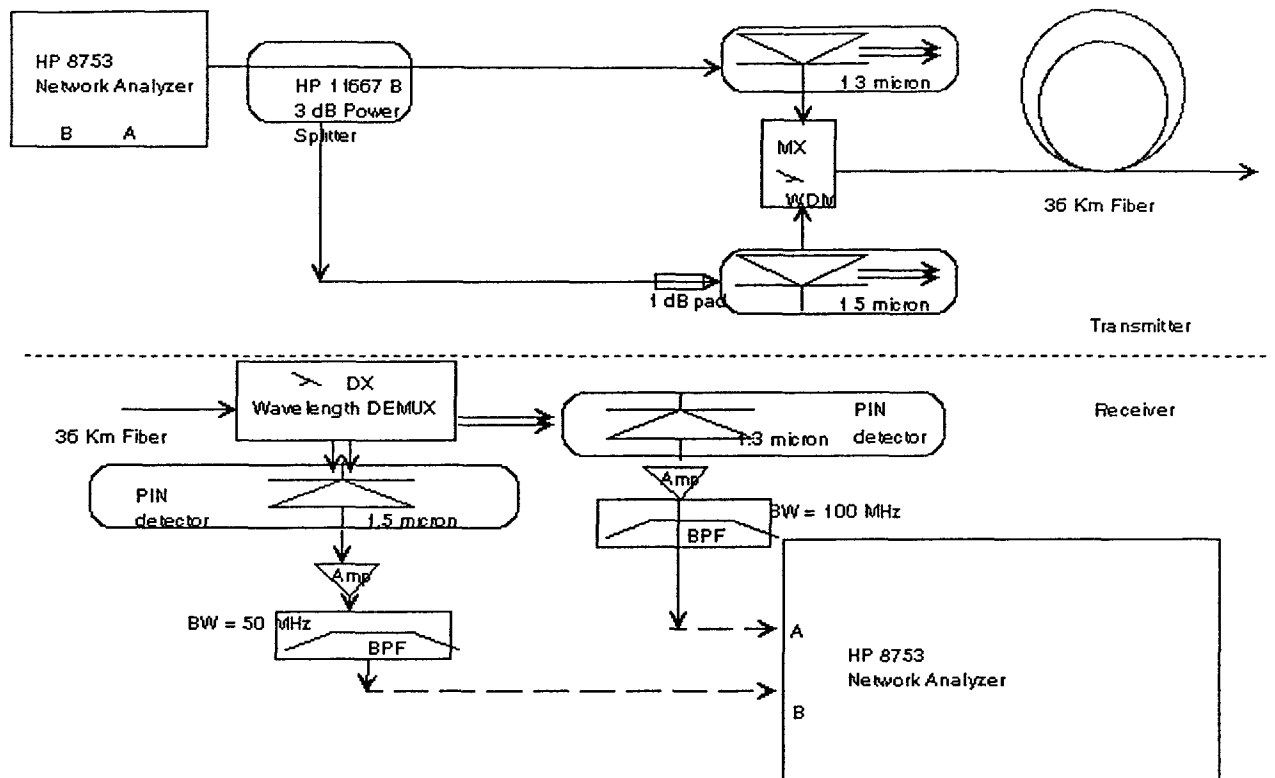 HP 8753
Network Analyzer
B A
HP 11667 B
3 dB Power
Splitter
1.3 micron
MX
WDM
36 Km Fiber
1 dB pad
1.5 micron
Transmitter
DX
Wavelength DEMUX
36 Km Fiber
PIN
detector
1.3 micron
Receiver
PIN
detector
1.5 micron
Amp
BW = 100 MHz
BPF
Amp
BW = 50 MHz
BPF
A
HP 8753
Network Analyzer
B